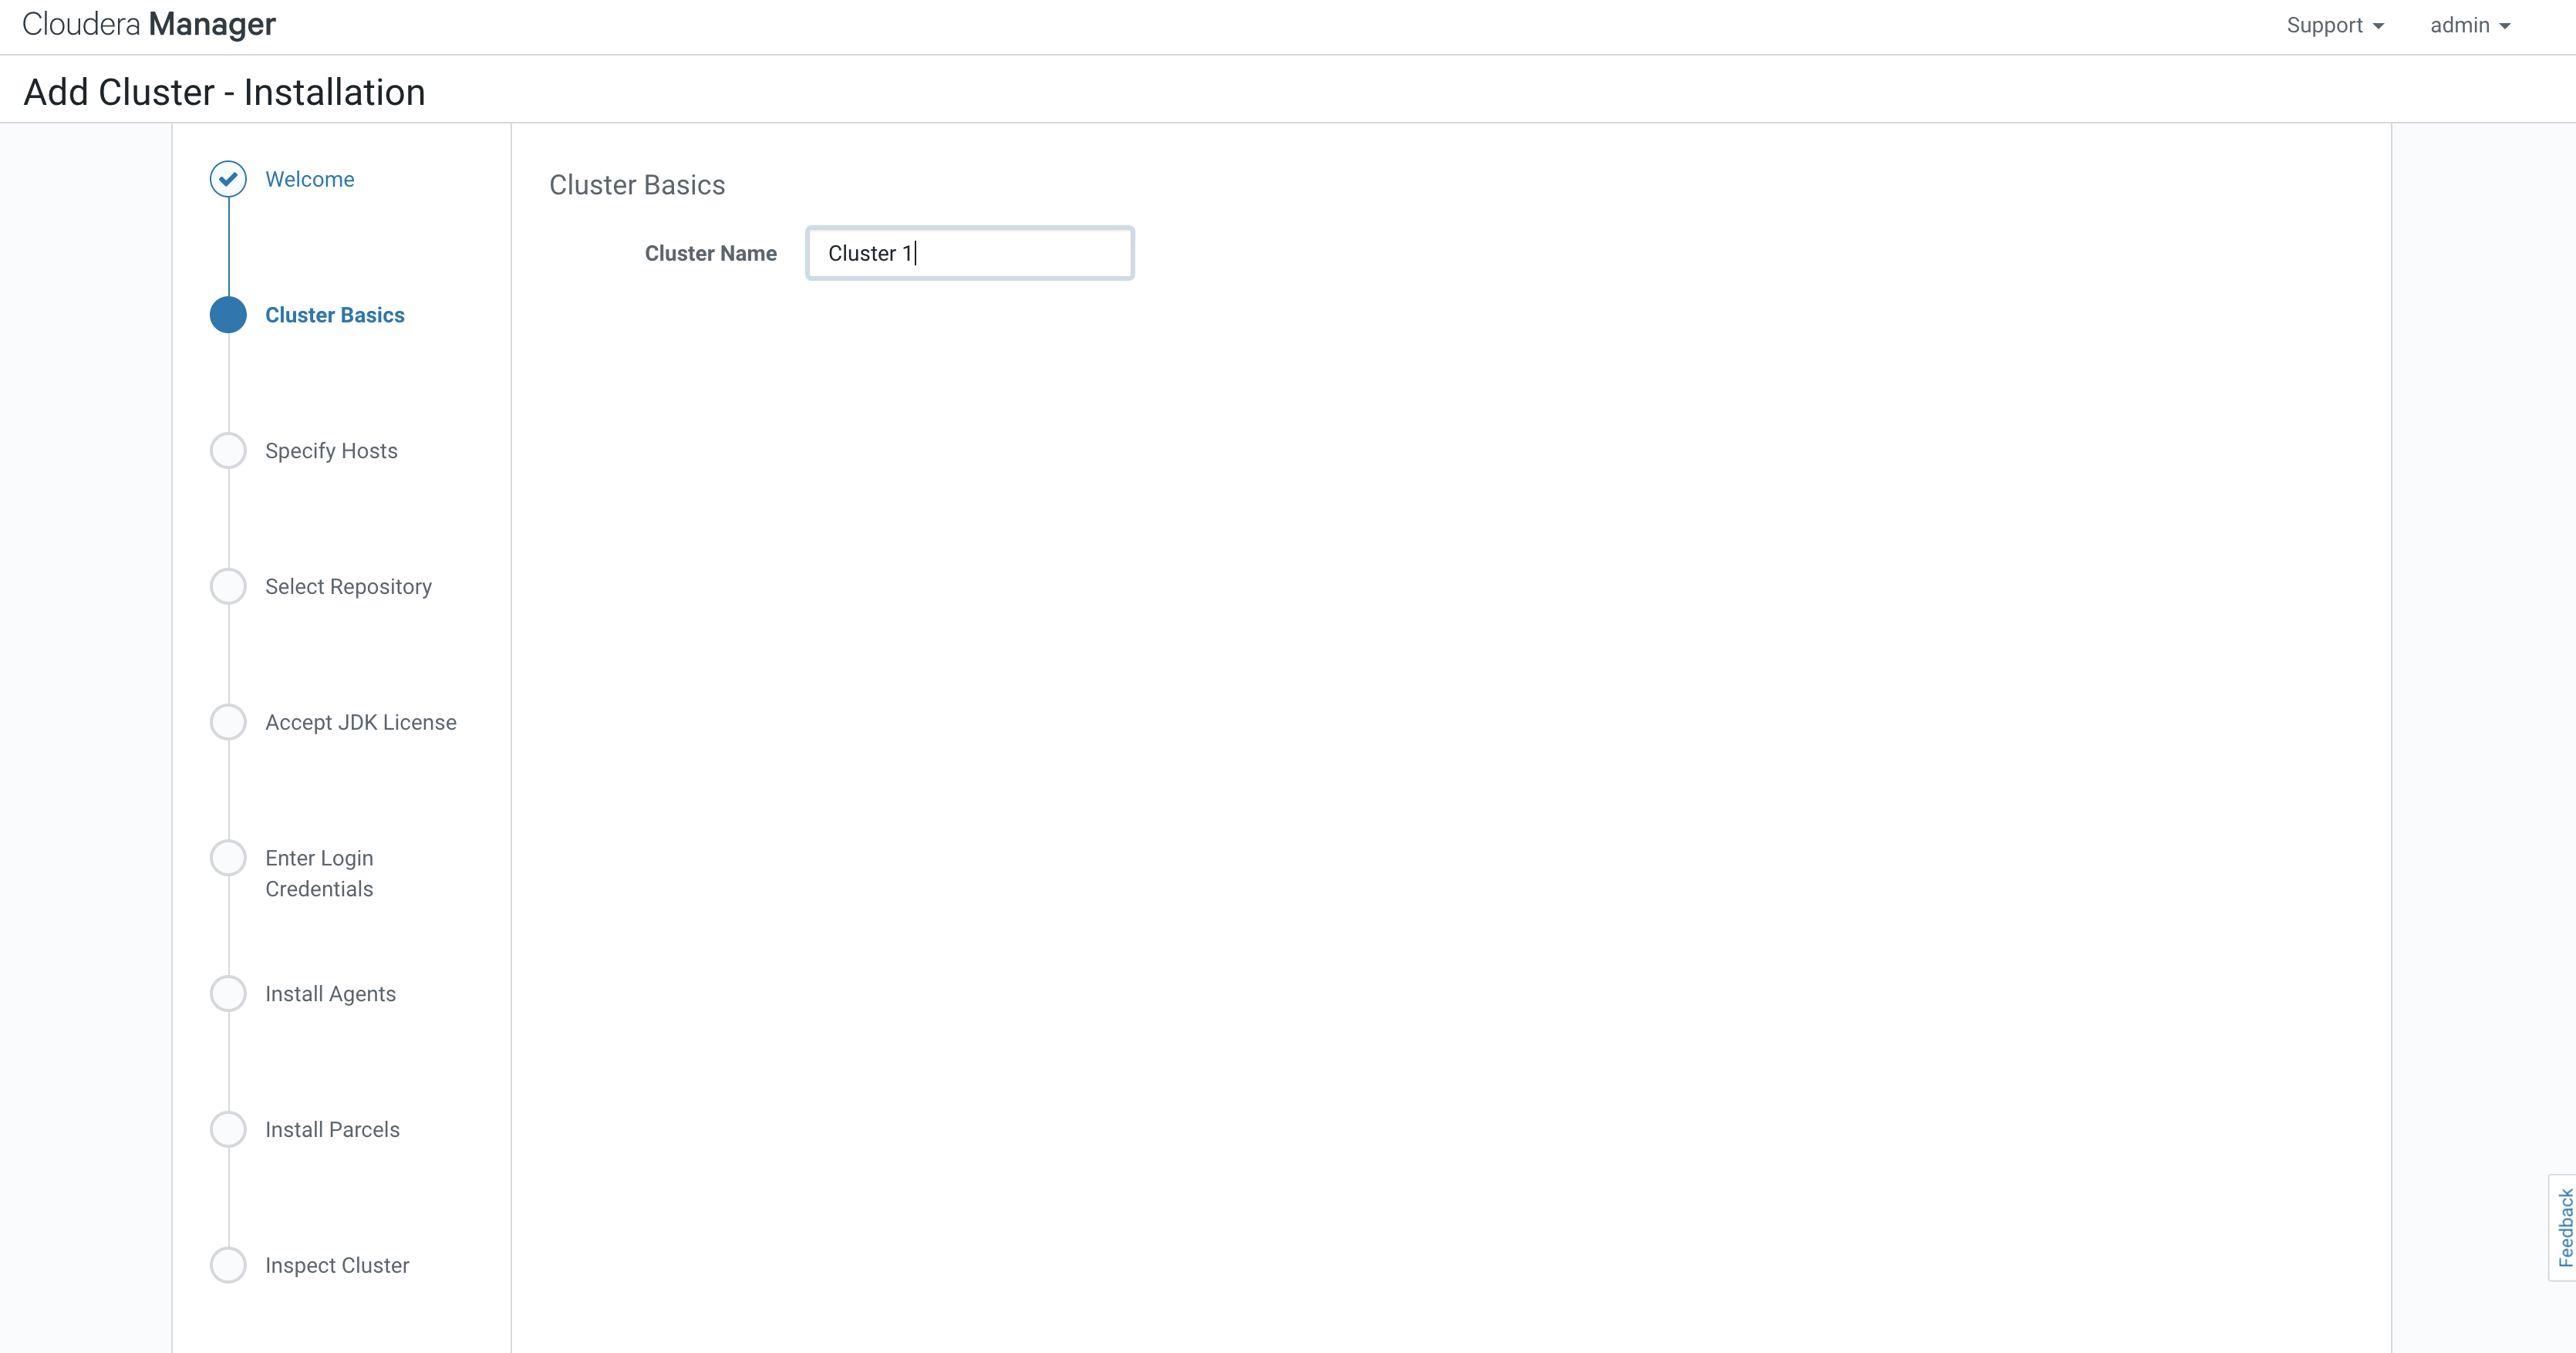 Cloudera Manager
Support
admin
Add Cluster - Installation
Welcome
Cluster Basics
Specify Hosts
Select Repository
Accept JDK License
Enter Login
Credentials
Install Agents
Install Parcels
Inspect Cluster
Cluster Basics
Cluster Name
Cluster 1
Feedback